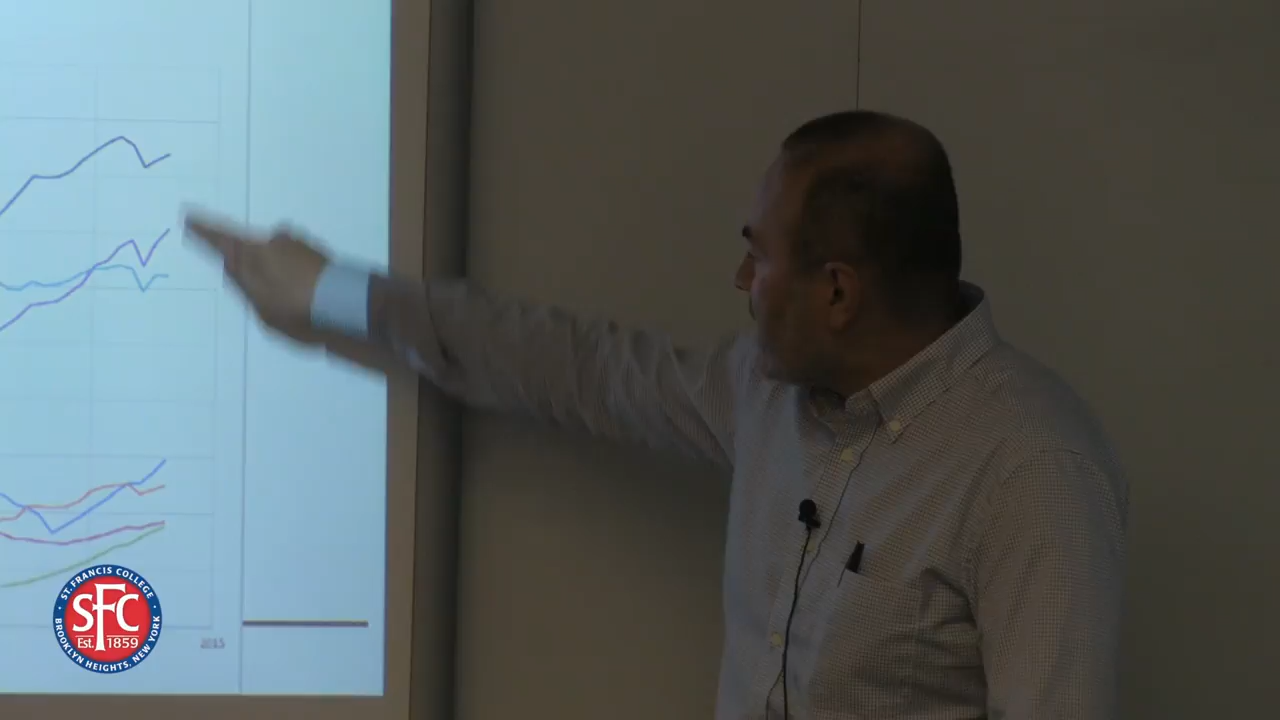 ST. FRANCIS COLLEGE
SFC
Est. 1859
BROOKLYN HEIGHTS, NEW YORK
2015